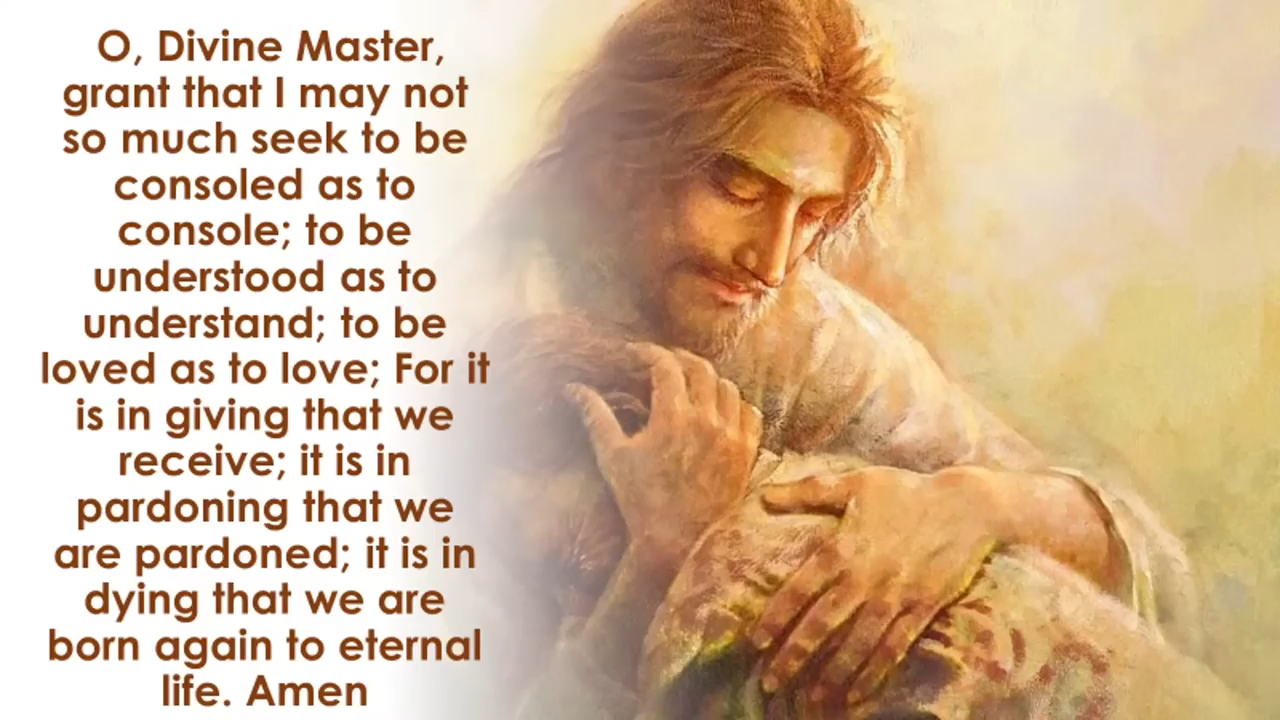 O, Divine Master,
grant that I may not
so much seek to be
consoled as to
console; to be
understood as to
understand; to be
loved as to love; For it
is in giving that we
receive; it is in
pardoning that we
are pardoned; it is in
dying that we are
born again to eternal
life. Amen